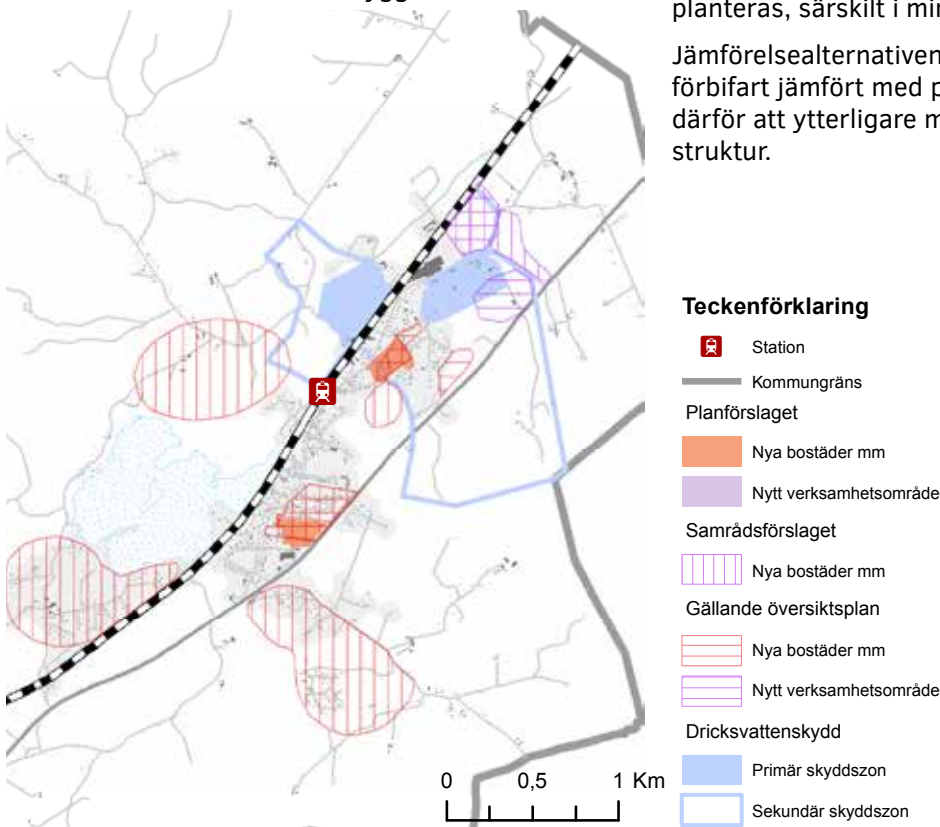 planteras, särskilt i min
Jämförelsealternativen
förbifart jämfört med p
därför att ytterligare m
struktur.
Teckenförklaring
Station
Kommungräns
Planförslaget
Nya bostäder mm
Nytt verksamhetsområde
Samrådsförslaget
Nya bostäder mm
Gällande översiktsplan
Nya bostäder mm
Nytt verksamhetsområde
Dricksvattenskydd
Primär skyddszon
Sekundär skyddszon
0 0,5 1 Km